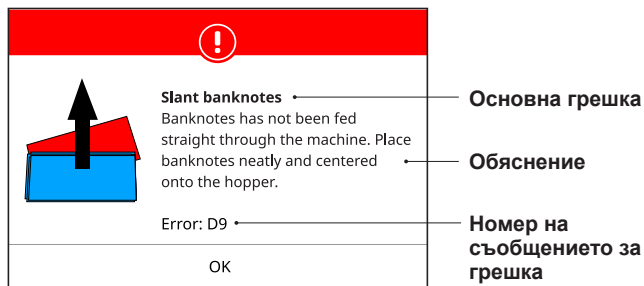 !
Slant banknotes
Banknotes has not been fed
straight through the machine. Place
banknotes neatly and centered
onto the hopper.
Error: D9
OK
Основна грешка
Обяснение
Номер на
съобщението за
грешка